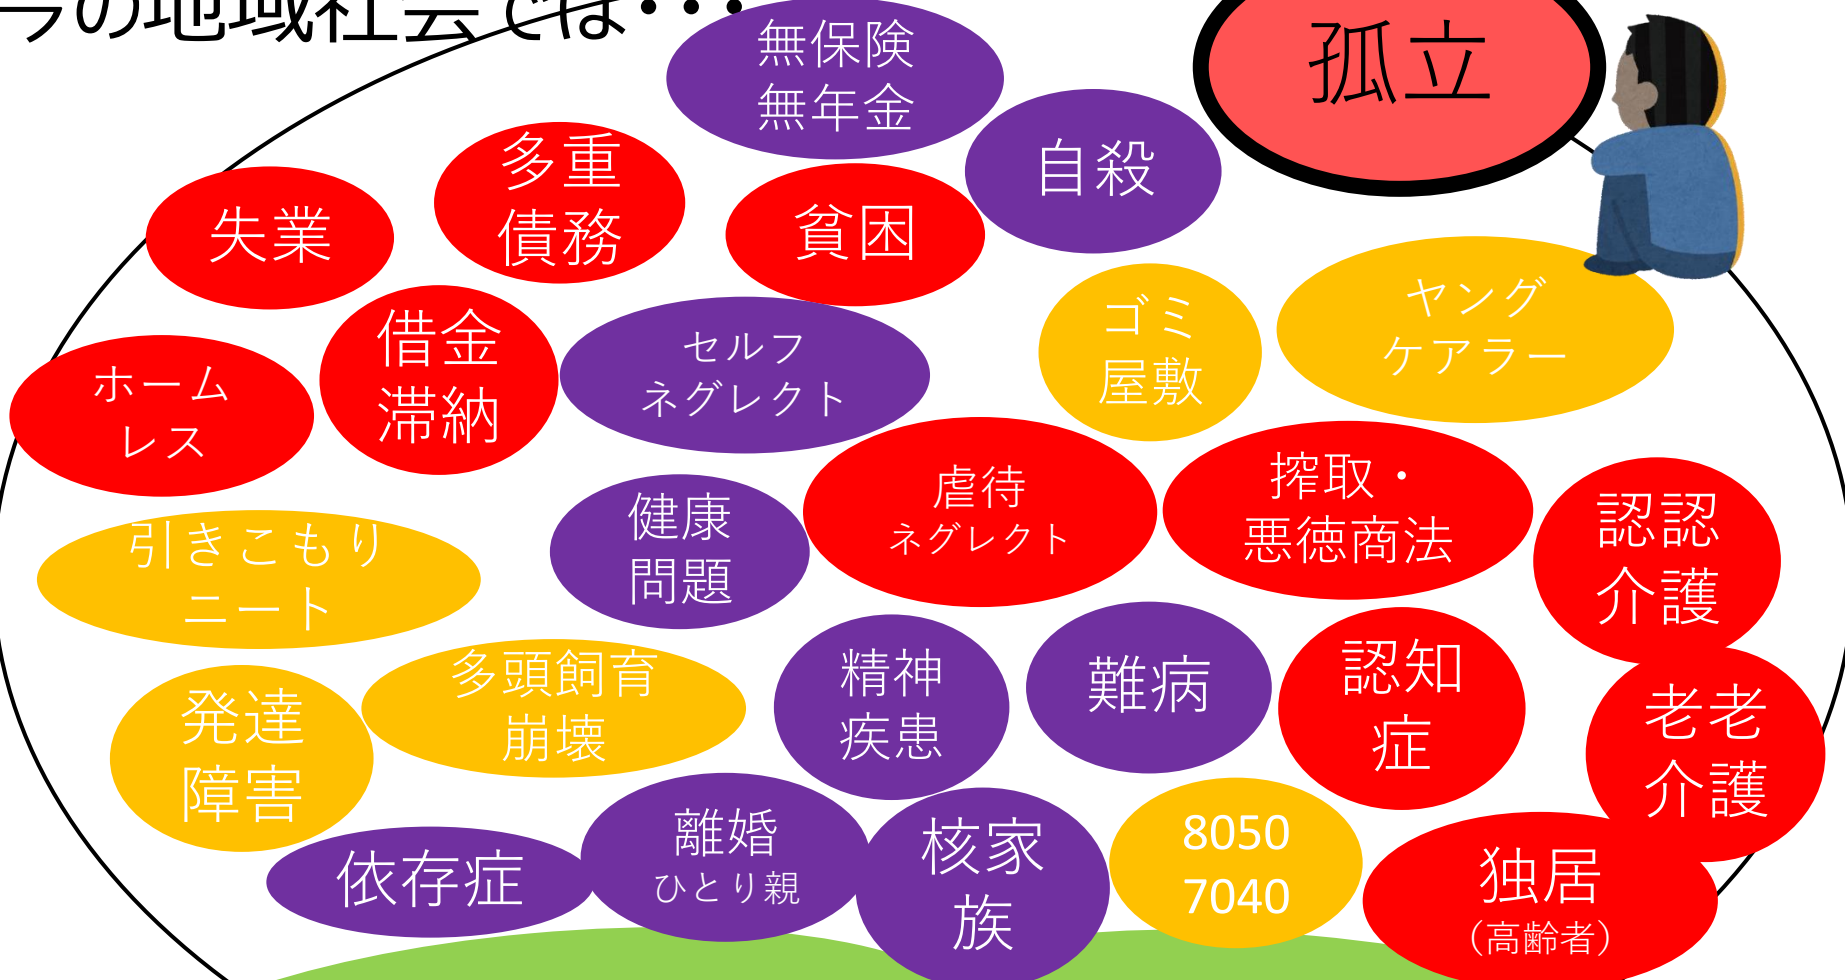 今の地域社会では・・・
無保険
無年金
孤立
自殺
多重
債務
失業
貧困
ヤング
ケアラー
ゴミ
屋敷
借金
滞納
セルフ
ネグレクト
ホーム
レス
虐待
ネグレクト
搾取・
悪徳商法
認認
介護
健康
問題
引きこもり
ニート
多頭飼育
崩壊
精神
疾患
難病
認知
症
老老
介護
発達
障害
離婚
ひとり親
核家
族
8050
7040
依存症
独居
（高齢者）